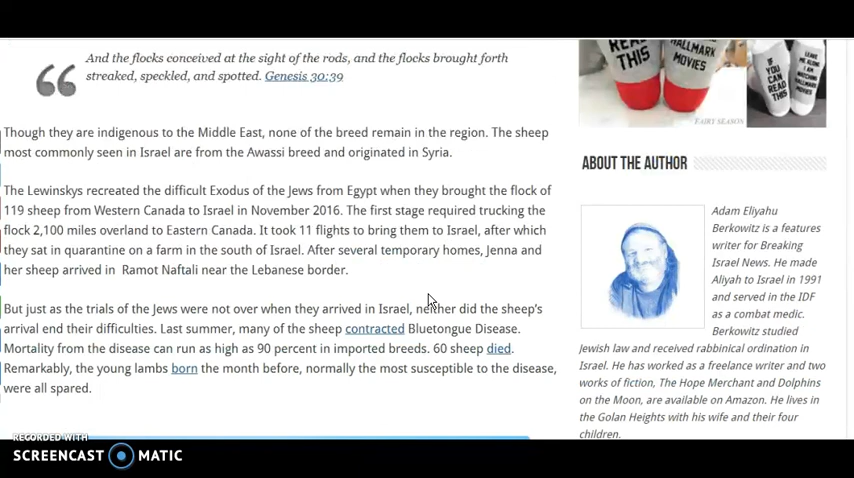 And the flocks conceived at the sight of the rods, and the flocks brought forth
streaked, speckled, and spotted. Genesis 30:39
Though they are indigenous to the Middle East, none of the breed remain in the region. The sheep
most commonly seen in Israel are from the Awassi breed and originated in Syria.
The Lewinskys recreated the difficult Exodus of the Jews from Egypt when they brought the flock of
119 sheep from Western Canada to Israel in November 2016. The first stage required trucking the
flock 2,100 miles overland to Eastern Canada. It took 11 flights to bring them to Israel, after which
they sat in quarantine on a farm in the south of Israel. After several temporary homes, Jenna and
her sheep arrived in Ramot Naftali near the Lebanese border.
But just as the trials of the Jews were not over when they arrived in Israel, neither did the sheep's
arrival end their difficulties. Last summer, many of the sheep contracted Bluetongue Disease.
Mortality from the disease can run as high as 90 percent in imported breeds. 60 sheep died.
Remarkably, the young lambs born the month before, normally the most susceptible to the disease,
were all spared.
READ
THIS
HALLMARK
MOVIES
IF
YOU CAN
READ
THIS
LEAVE
ME ALONE
I AM
WATCHING
HALLMARK
MOVIES
FAIRY SEASON
ABOUT THE AUTHOR
Adam Eliyahu
Berkowitz is a features
writer for Breaking
Israel News. He made
Aliyah to Israel in 1991
and served in the IDF
as a combat medic.
Berkowitz studied
Jewish law and received rabbinical ordination in
Israel. He has worked as a freelance writer and two
works of fiction, The Hope Merchant and Dolphins
on the Moon, are available on Amazon. He lives in
the Golan Heights with his wife and their four
children.
RECORDED WITH
SCREENCAST MATIC